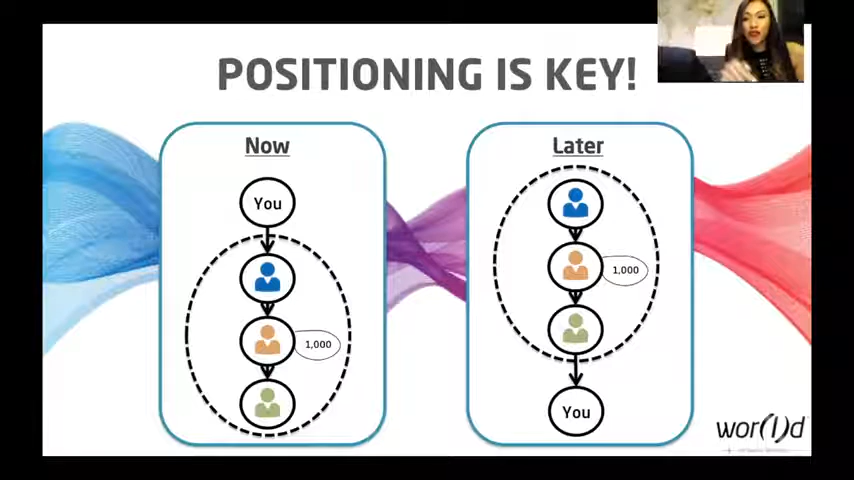 POSITIONING IS KEY!
Now
You
1,000
Later
1,000
You
wor(l)d